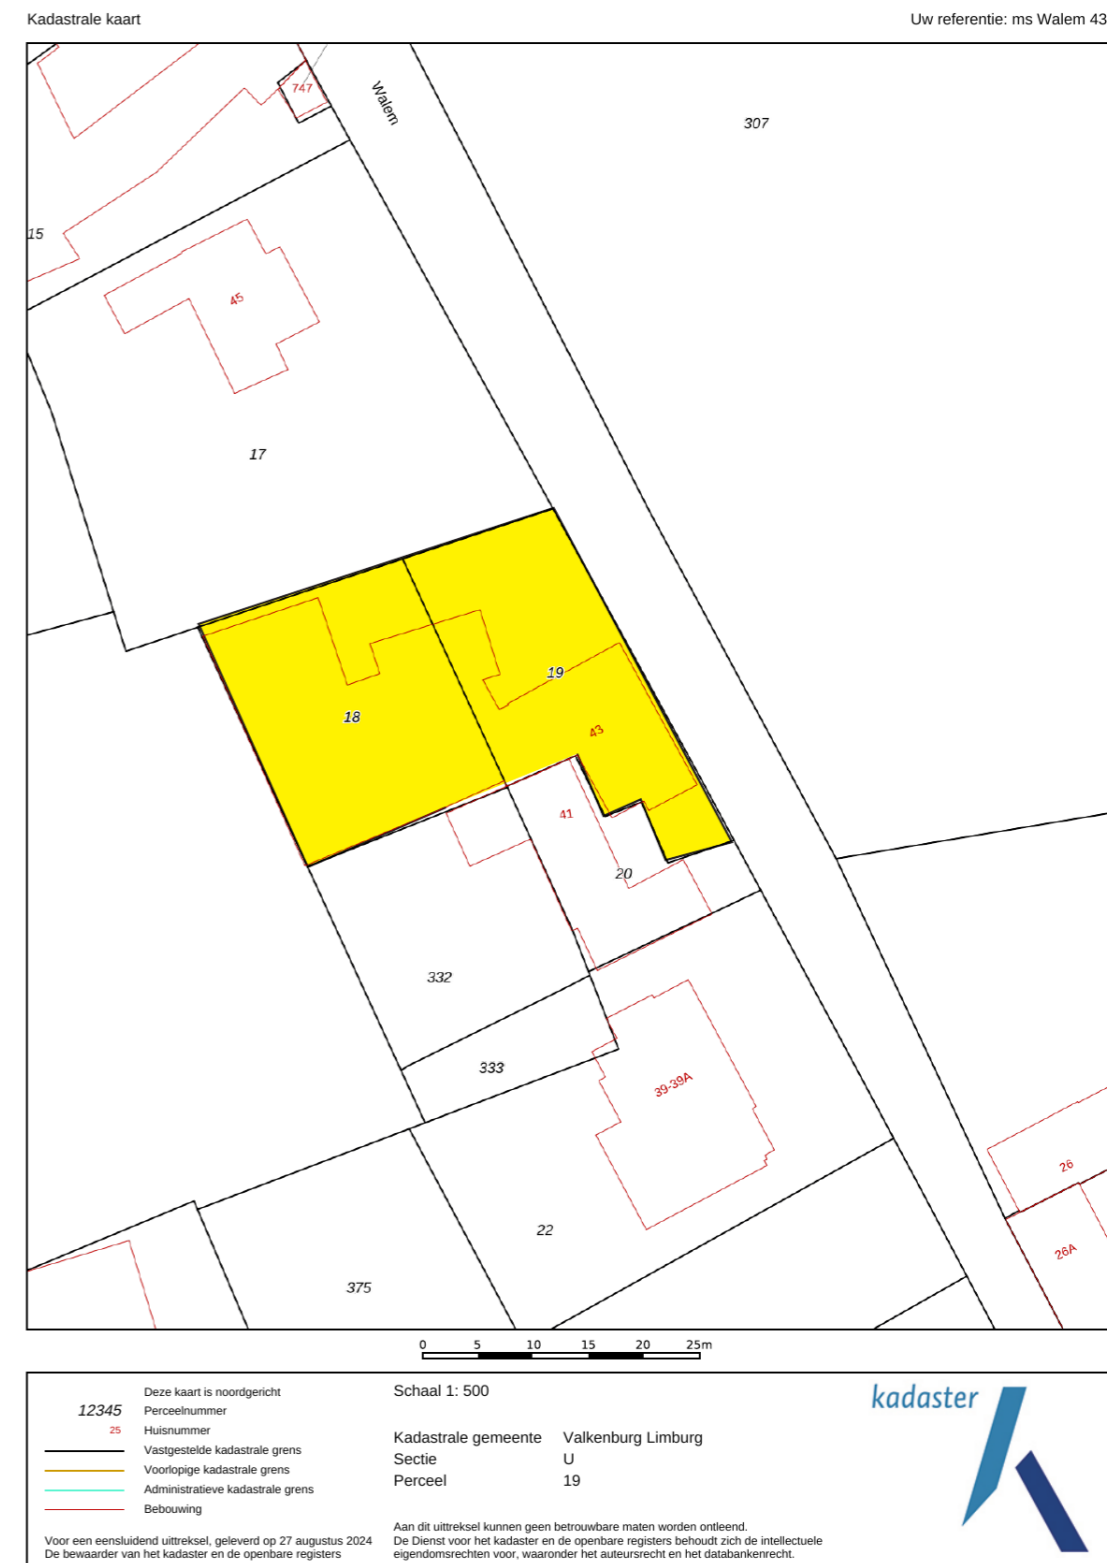 Kadastrale kaart
Uw referentie: ms Walem 43
747
Walem
307
15
45
17
19
18
43
41
20
332
333
39-39A
26
22
26A
375
0 5 10 15 20 25m
Deze kaart is noordgericht
12345 Perceelnummer
25 Huisnummer
Vastgestelde kadastrale grens
Voorlopige kadastrale grens
Administratieve kadastrale grens
Bebouwing
Voor een eensluidend uittreksel, geleverd op 27 augustus 2024
De bewaarder van het kadaster en de openbare registers
Schaal 1: 500
Kadastrale gemeente Valkenburg Limburg
Sectie U
Perceel 19
Aan dit uittreksel kunnen geen betrouwbare maten worden ontleend.
De Dienst voor het kadaster en de openbare registers behoudt zich de intellectuele
eigendomsrechten voor, waaronder het auteursrecht en het databankenrecht.
kadaster